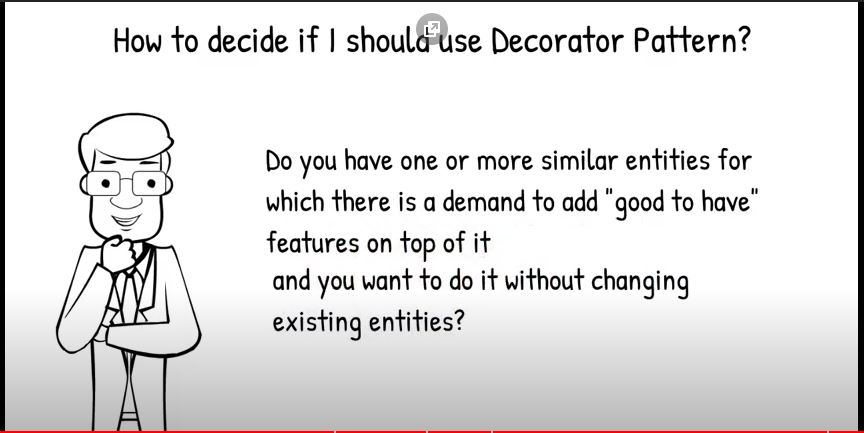 How to decide if I should use Decorator Pattern?
Do you have one or more similar entities for
which there is a demand to add "good to have"
features on top of it
and you want to do it without changing
existing entities?